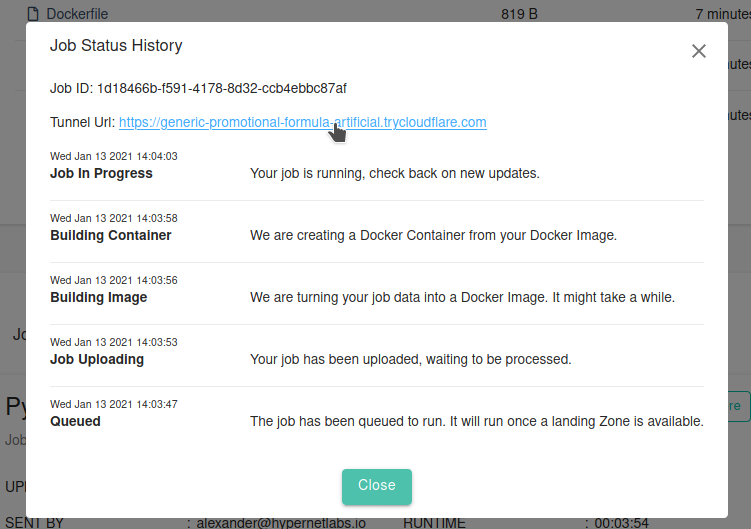 Dockerfile 819 B 7 minutes
Job Status History
utes
Job ID: 1d18466b-f591-4178-8d32-ccb4ebbc87af
utes
Tunnel Url: https://generic-promotional-formula-artificial.trycloudflare.com
Wed Jan 13 2021 14:04:03
Job In Progress Your job is running, check back on new updates.
Wed Jan 13 2021 14:03:58
Building Container We are creating a Docker Container from your Docker Image.
Wed Jan 13 2021 14:03:56
Building Image We are turning your job data into a Docker Image. It might take a while.
Wed Jan 13 2021 14:03:53
Jo
Job Uploading Your job has been uploaded, waiting to be processed.
Wed Jan 13 2021 14:03:47
Py re
Queued The job has been queued to run. It will run once a landing Zone is available.
Job
Close
UPL
SENT BY : alexander@hypernetlabs.io RUNTIME : 00:03:54